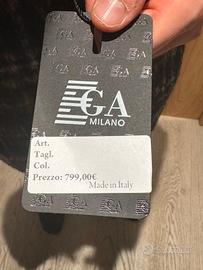 GA
MILANO
Art.
Tagl.
Col.
Prezzo: 799,00€
Made in Italy